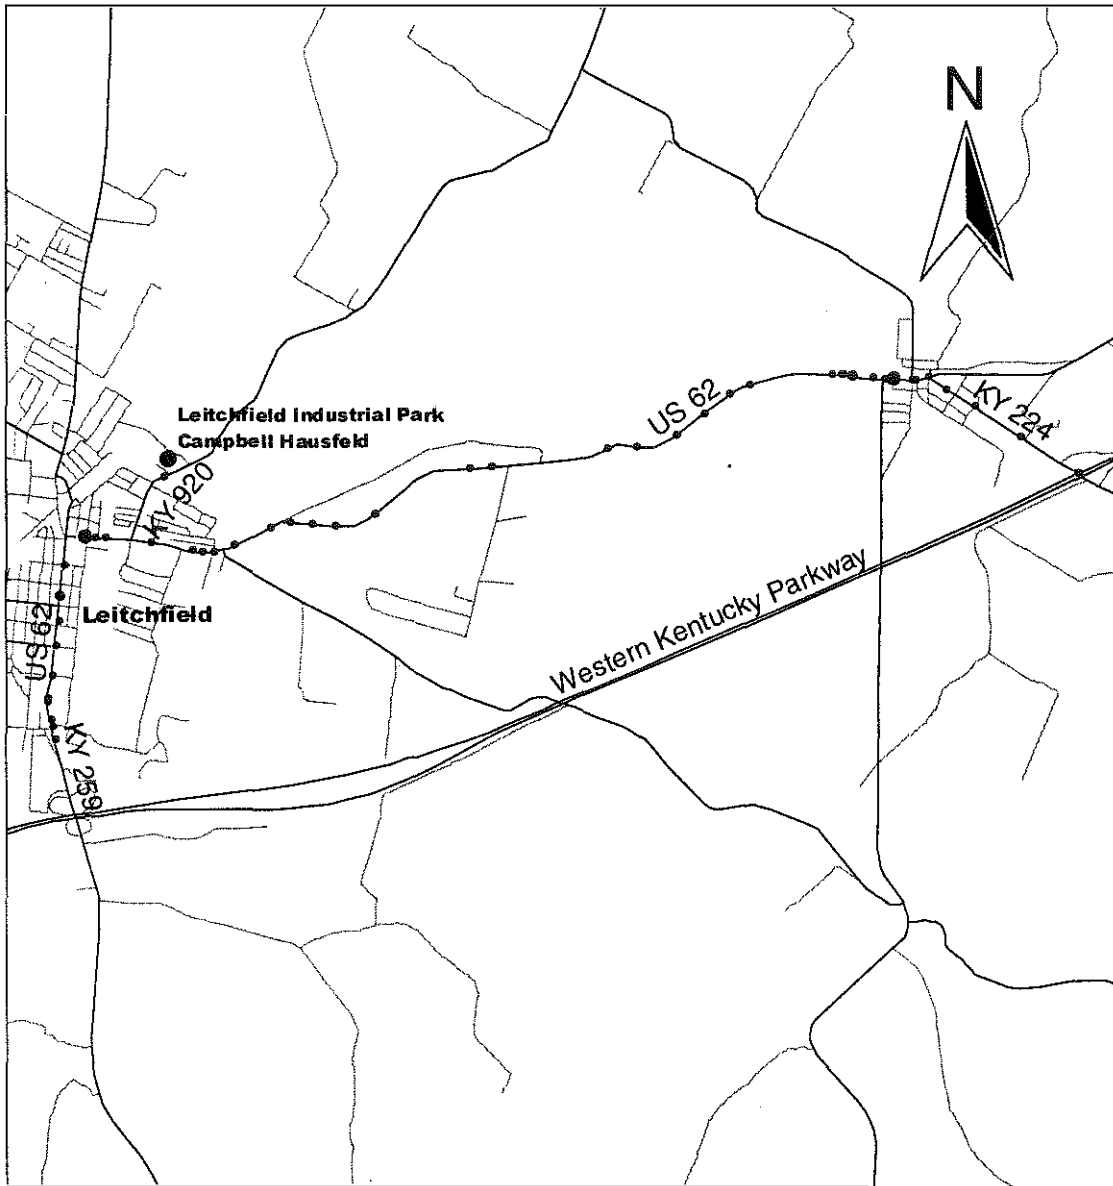 N
US 62
KY 224
Leitchfield Industrial Park
Campbell Hausfeld
KY 920
Western Kentucky Parkway
Leitchfield
US 62
KY 259